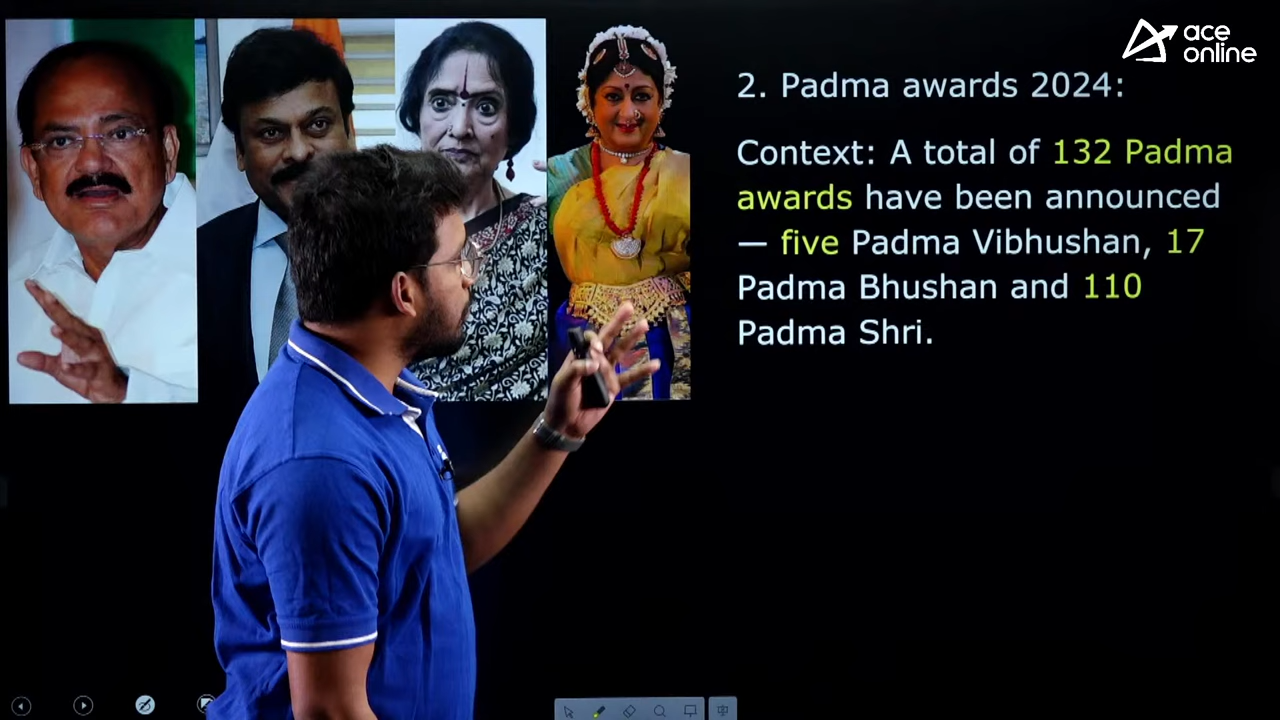 ace
online
2. Padma awards 2024:
Context: A total of 132 Padma
awards have been announced
— five Padma Vibhushan, 17
Padma Bhushan and 110
Padma Shri.